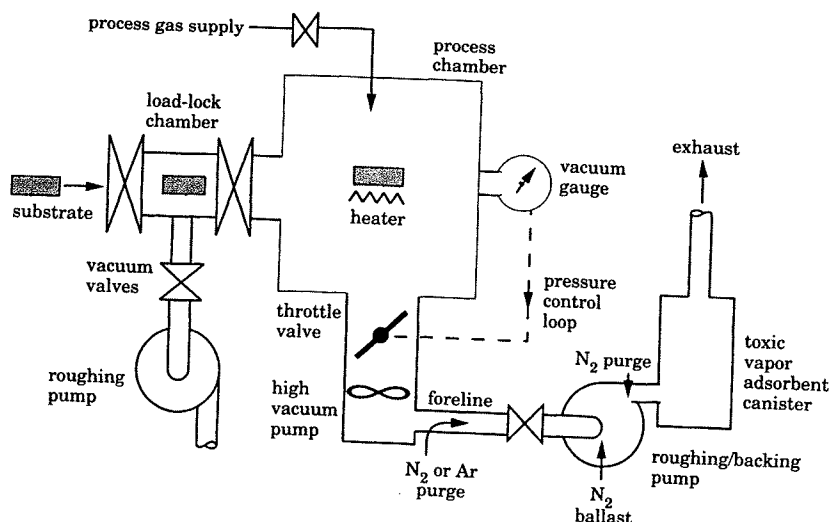 process gas supply
process
chamber
load-lock
chamber
exhaust
vacuum
gauge
substrate
heater
vacuum
valves
throttle
valve
pressure
control
loop
N2 purge
toxic
vapor
adsorbent
canister
roughing
pump
high
vacuum
pump
foreline
N2 or Ar
purge
roughing/backing
pump
N2
ballast